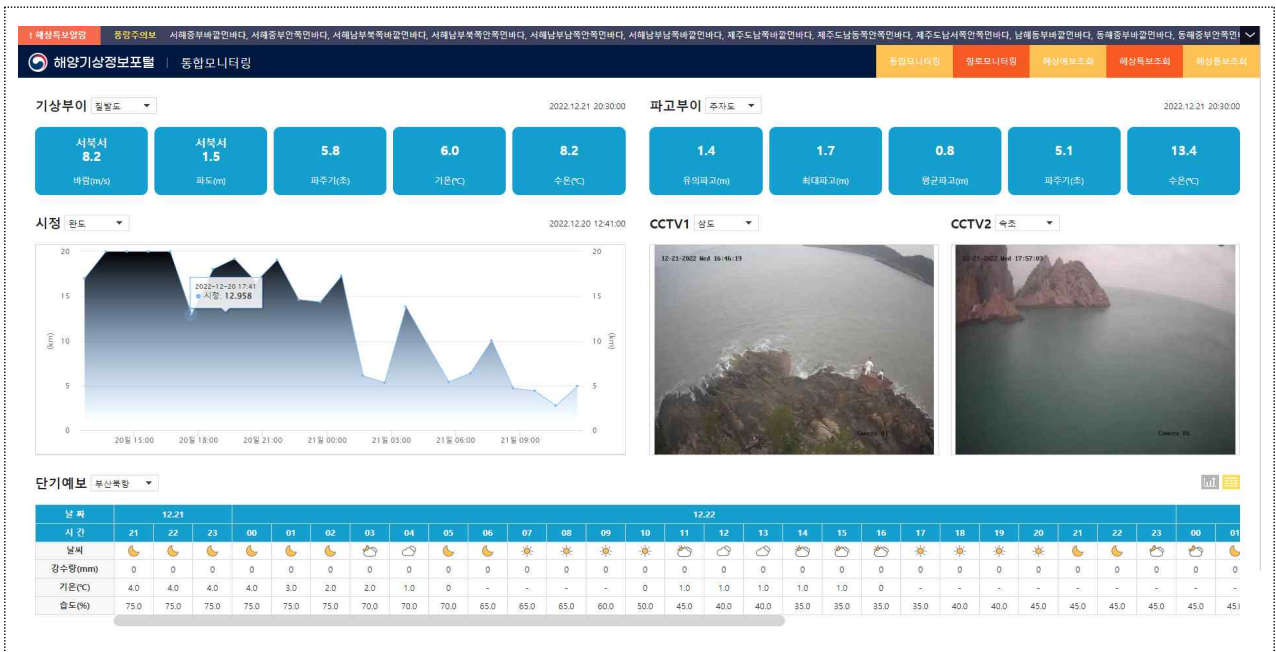 ! 해상특보열람 풍랑주의보 서해중부바깥먼바다, 서해중부안쪽먼바다, 서해남부북쪽바깥먼바다, 서해남부북쪽안쪽먼바다, 서해남부남쪽안쪽먼바다, 서해남부남쪽바깥먼바다, 제주도남쪽바깥먼바다, 제주도남동쪽안쪽먼바다, 제주도남서쪽안쪽먼바다, 남해동부바깥먼바다, 동해중부바깥먼바다, 동해중부안쪽먼
해양기상정보포털 | 통합모니터링 통합모니터링 항로모니터링 해상예보조회 해상특보조회 해상통보조회
기상부이 칠발도 2022.12.21 20:30:00 파고부이 추자도 2022.12.21 20:30:00
서북서 서북서
8.2 1.5 5.8 6.0 8.2 1.4 1.7 0.8 5.1 13.4
바람(m/s) 파도(m) 파주기(초) 기온(℃) 수온(℃) 유의파고(m) 최대파고(m) 평균파고(m) 파주기(초) 수온(℃)
시정 완도 2022.12.20 12:41:00 CCTV1 상도 CCTV2 속초
20 20
12-21-2022 Wed 16:46:19 12-21-2022 Wed 17:57:03
2022-12-20 17:41
시정: 12.958
15 15
(km) 10 10 (km)
5 5
Camera 01 Camera 01
0 0
20일 15:00 20일 18:00 20일 21:00 21일 00:00 21일 03:00 21일 06:00 21일 09:00
단기예보 부산북항
날 짜 12.21 12.22
시 간 21 22 23 00 01 02 03 04 05 06 07 08 09 10 11 12 13 14 15 16 17 18 19 20 21 22 23 00 01
날씨
강수량(mm) 0 0 0 0 0 0 0 0 0 0 0 0 0 0 0 0 0 0 0 0 0 0 0 0 0 0 0 0 0
기온(℃) 4.0 4.0 4.0 4.0 3.0 2.0 2.0 1.0 0 - - - - 0 1.0 1.0 1.0 1.0 1.0 0 - - - - - - - - -
습도(%) 75.0 75.0 75.0 75.0 75.0 75.0 70.0 70.0 70.0 65.0 65.0 65.0 60.0 50.0 45.0 40.0 40.0 35.0 35.0 35.0 35.0 40.0 40.0 45.0 45.0 45.0 45.0 45.0 45.0